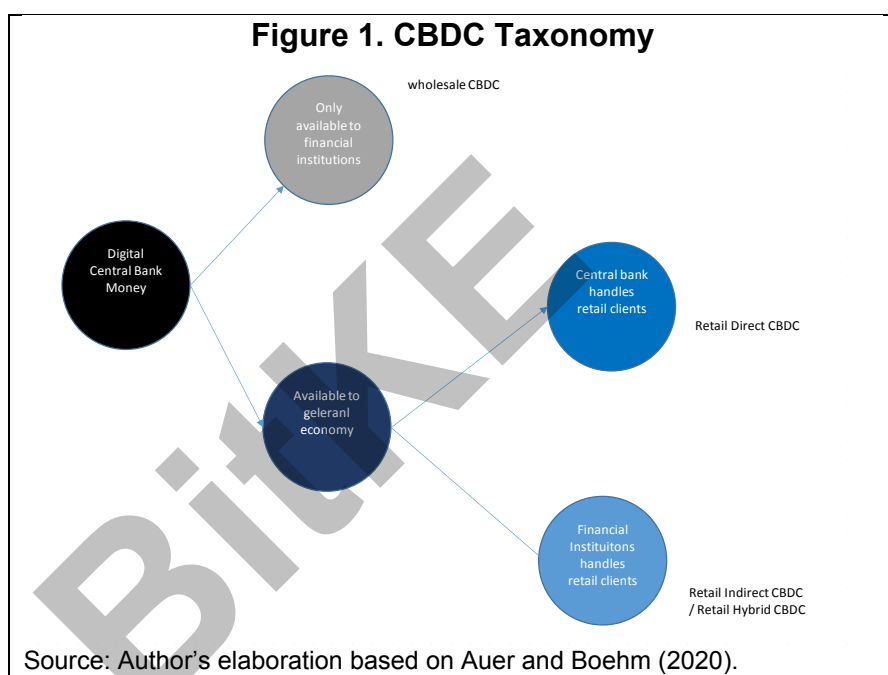 Figure 1. CBDC Taxonomy
wholesale CBDC
Only
available to
financial
institutions
Digital
Central Bank
Money
Central bank
handles
retail clients
Retail Direct CBDC
Available to
geleranl
economy
Financial
Instituitons
handles
retail clients
Retail Indirect CBDC
/ Retail Hybrid CBDC
BitKE
Source: Author's elaboration based on Auer and Boehm (2020).